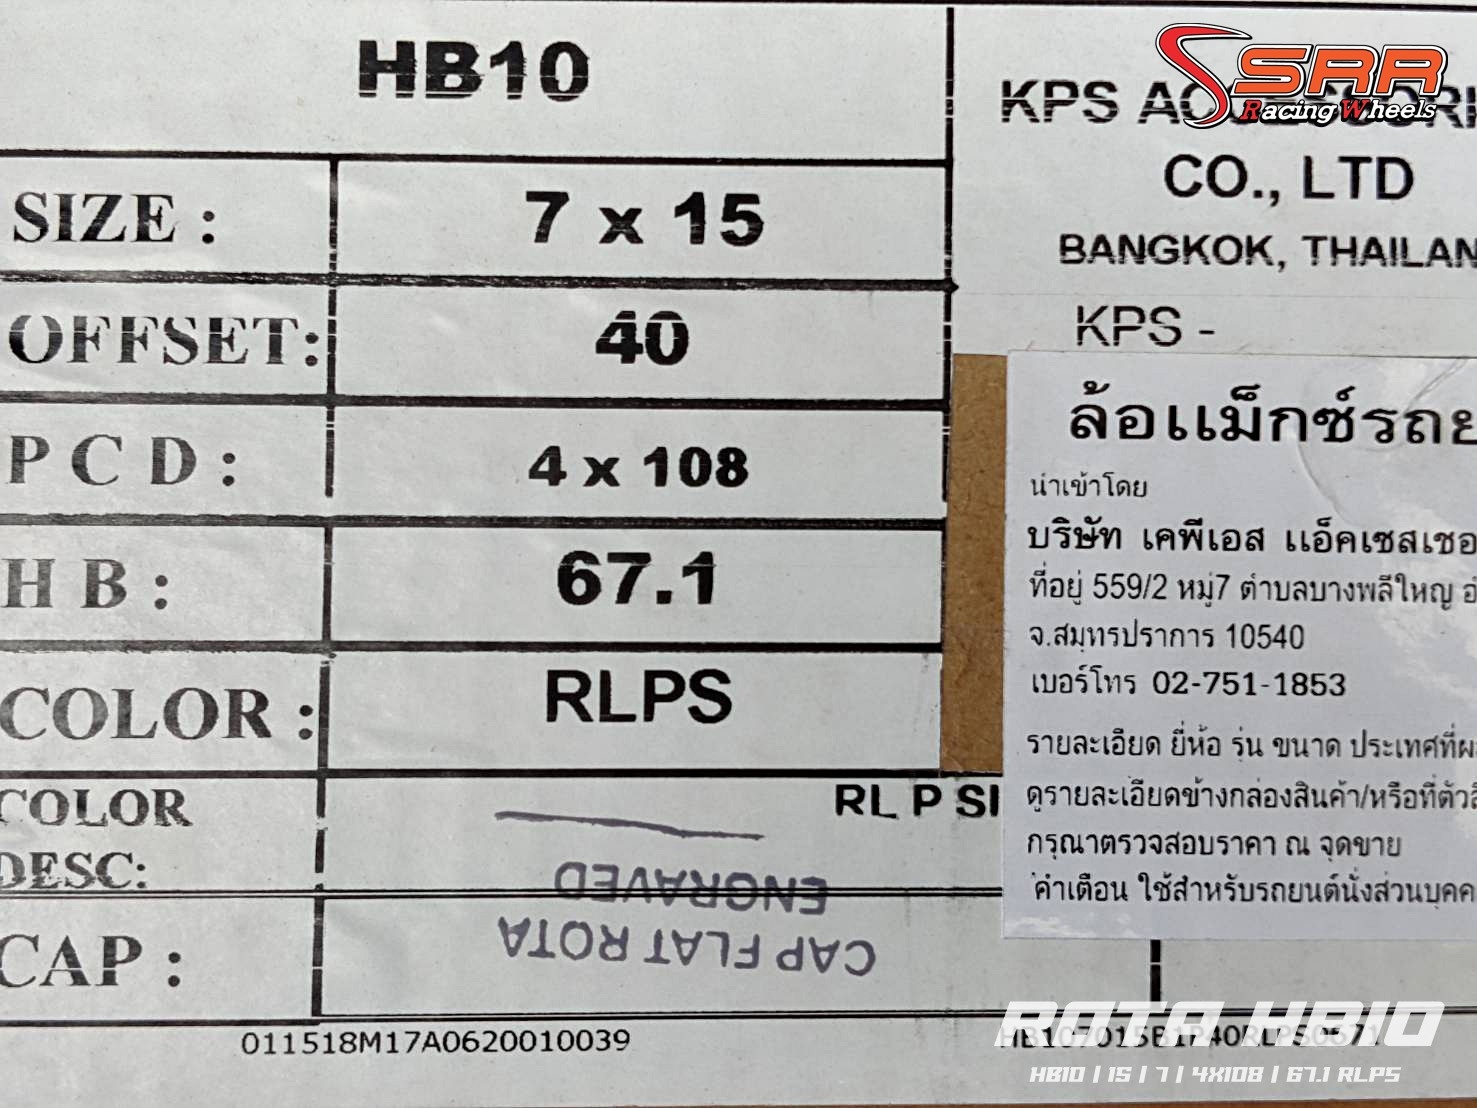 HB10
SIZE : 7 x 15
OFFSET: 40
P C D : 4 x 108
H B : 67.1
COLOR : RLPS
COLOR DESC: RL P SI
CAP :
ENGRAVED
CAP FLAT ROTA
011518M17A0620010039
SRR
Racing Wheels
KPS
CO., LTD
BANGKOK, THAILAN
KPS -
ล้อแม็กซ์รถย
นำเข้าโดย
บริษัท เคพีเอส แอ็คเซสเซอ
ที่อยู่ 559/2 หมู่7 ตำบลบางพลีใหญ่ อ
จ.สมุทรปราการ 10540
เบอร์โทร 02-751-1853
รายละเอียด ยี่ห้อ รุ่น ขนาด ประเทศที่ผ
ดูรายละเอียดข้างกล่องสินค้า/หรือที่ตัวสิ
กรุณาตรวจสอบราคา ณ จุดขาย
คำเตือน ใช้สำหรับรถยนต์นั่งส่วนบุคค
ROTA HB10
HB107015B1P40RLPS0671
HB10 | 15 | 7 | 4X108 | 67.1 RLPS